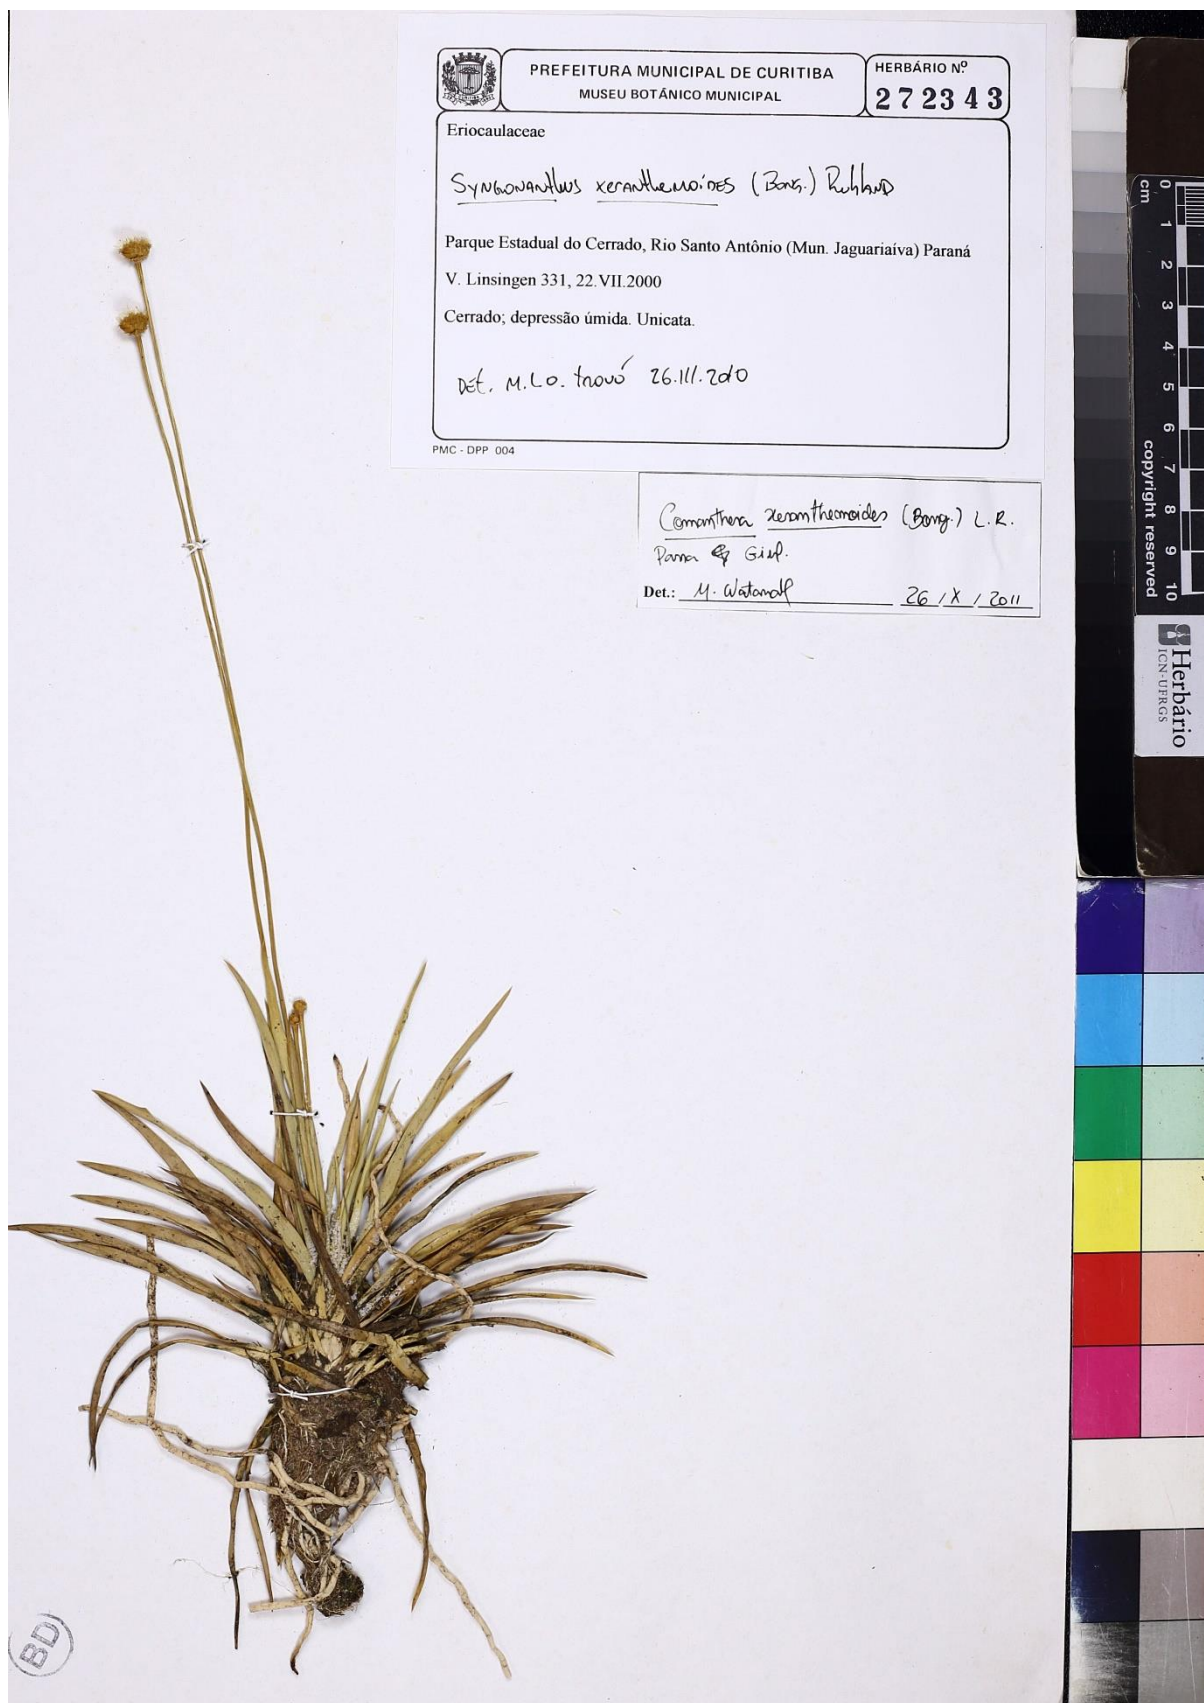 PREFEITURA MUNICIPAL DE CURITIBA
MUSEU BOTÂNICO MUNICIPAL
HERBÁRIO Nº
272343
Eriocaulaceae
Syngonanthus xeranthemoides (Bong.) Ruhland
Parque Estadual do Cerrado, Rio Santo Antônio (Mun. Jaguariaíva) Paraná
V. Linsingen 331, 22.VII.2000
Cerrado; depressão úmida. Unicata.
Det. M.L.O. Trovó 26.III.2010
PMC - DPP 004
Comanthera xeranthemoides (Bong.) L.R.
Parra & Giul.
Det.: M. Watanabe 26 / X / 2011
cm
0 1 2 3 4 5 6 7 8 9 10
copyright reserved
Herbário
ICN-UFRGS
BD